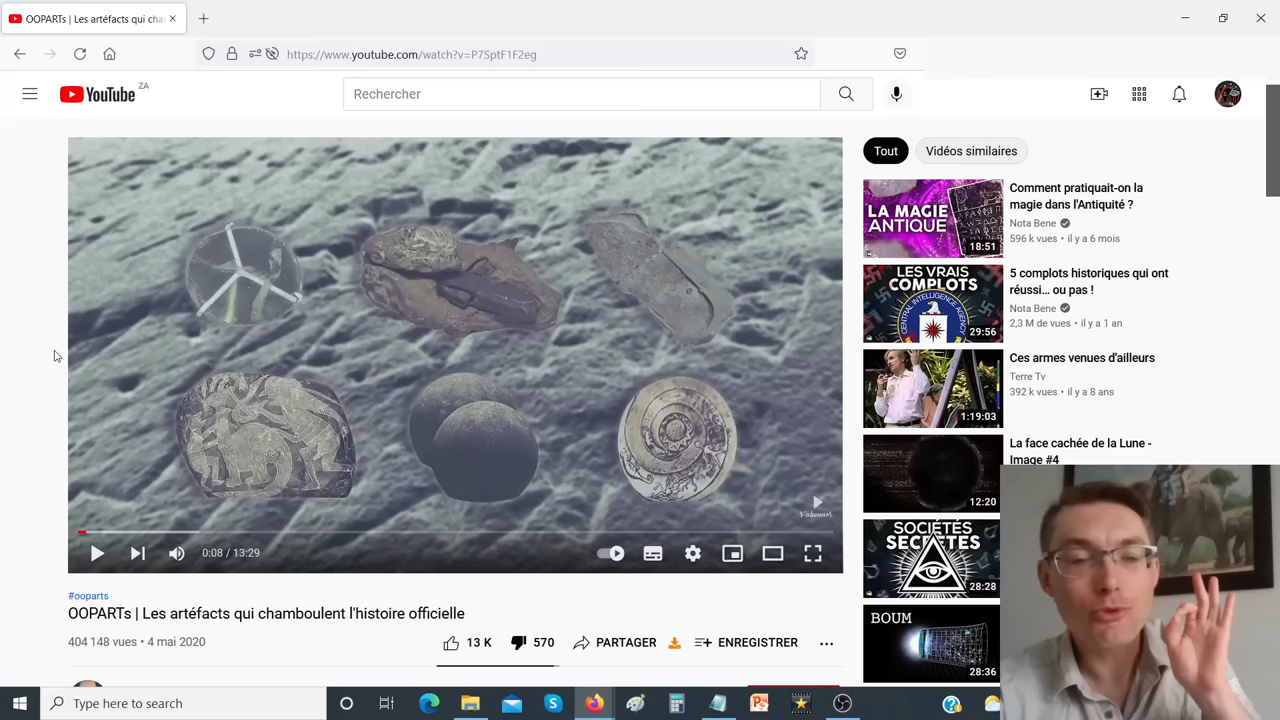 OOPARTs | Les artéfacts qui cha
https://www.youtube.com/watch?v=P7SptF1F2eg
YouTube ZA
Rechercher
Tout
Vidéos similaires
LA MAGIE
ANTIQUE
18:51
Comment pratiquait-on la
magie dans l'Antiquité ?
Nota Bene
596 k vues • il y a 6 mois
LES VRAIS
COMPLOTS
CENTRAL INTELLIGENCE AGENCY
29:56
5 complots historiques qui ont
réussi... ou pas !
Nota Bene
2,3 M de vues • il y a 1 an
1:19:03
Ces armes venues d'ailleurs
Terre Tv
392 k vues • il y a 8 ans
12:20
La face cachée de la Lune -
Image #4
SOCIÉTÉS
SECRÈTES
28:28
BOUM
28:36
S'abonner
0:08 / 13:29
#ooparts
OOPARTs | Les artéfacts qui chamboulent l'histoire officielle
404 148 vues • 4 mai 2020
13 K
570
PARTAGER
ENREGISTRER
Type here to search